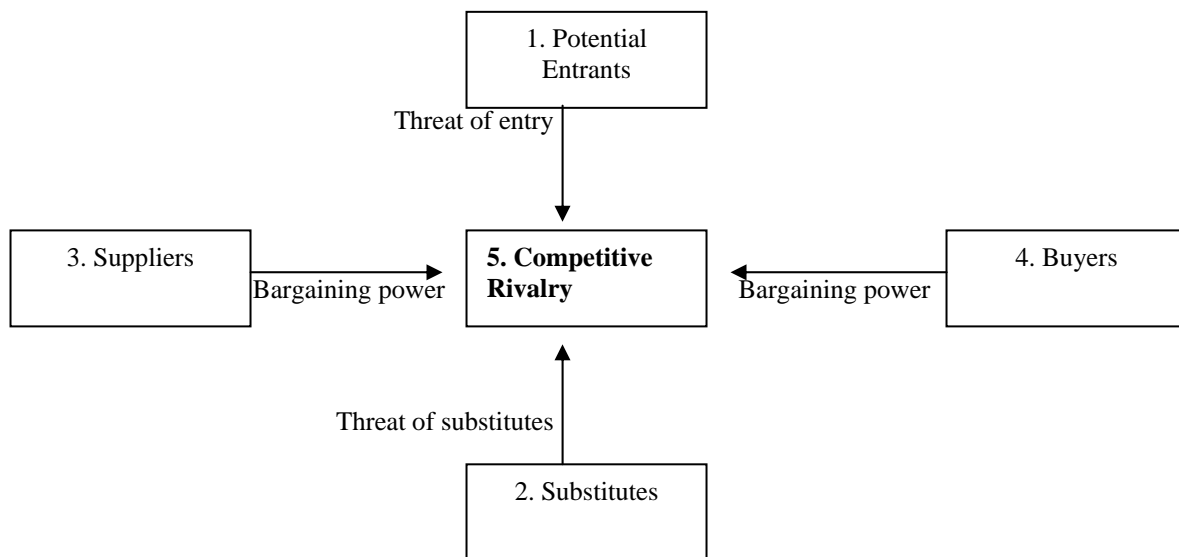 1. Potential
Entrants
Threat of entry
3. Suppliers
5. Competitive
Rivalry
4. Buyers
Bargaining power
Bargaining power
Threat of substitutes
2. Substitutes